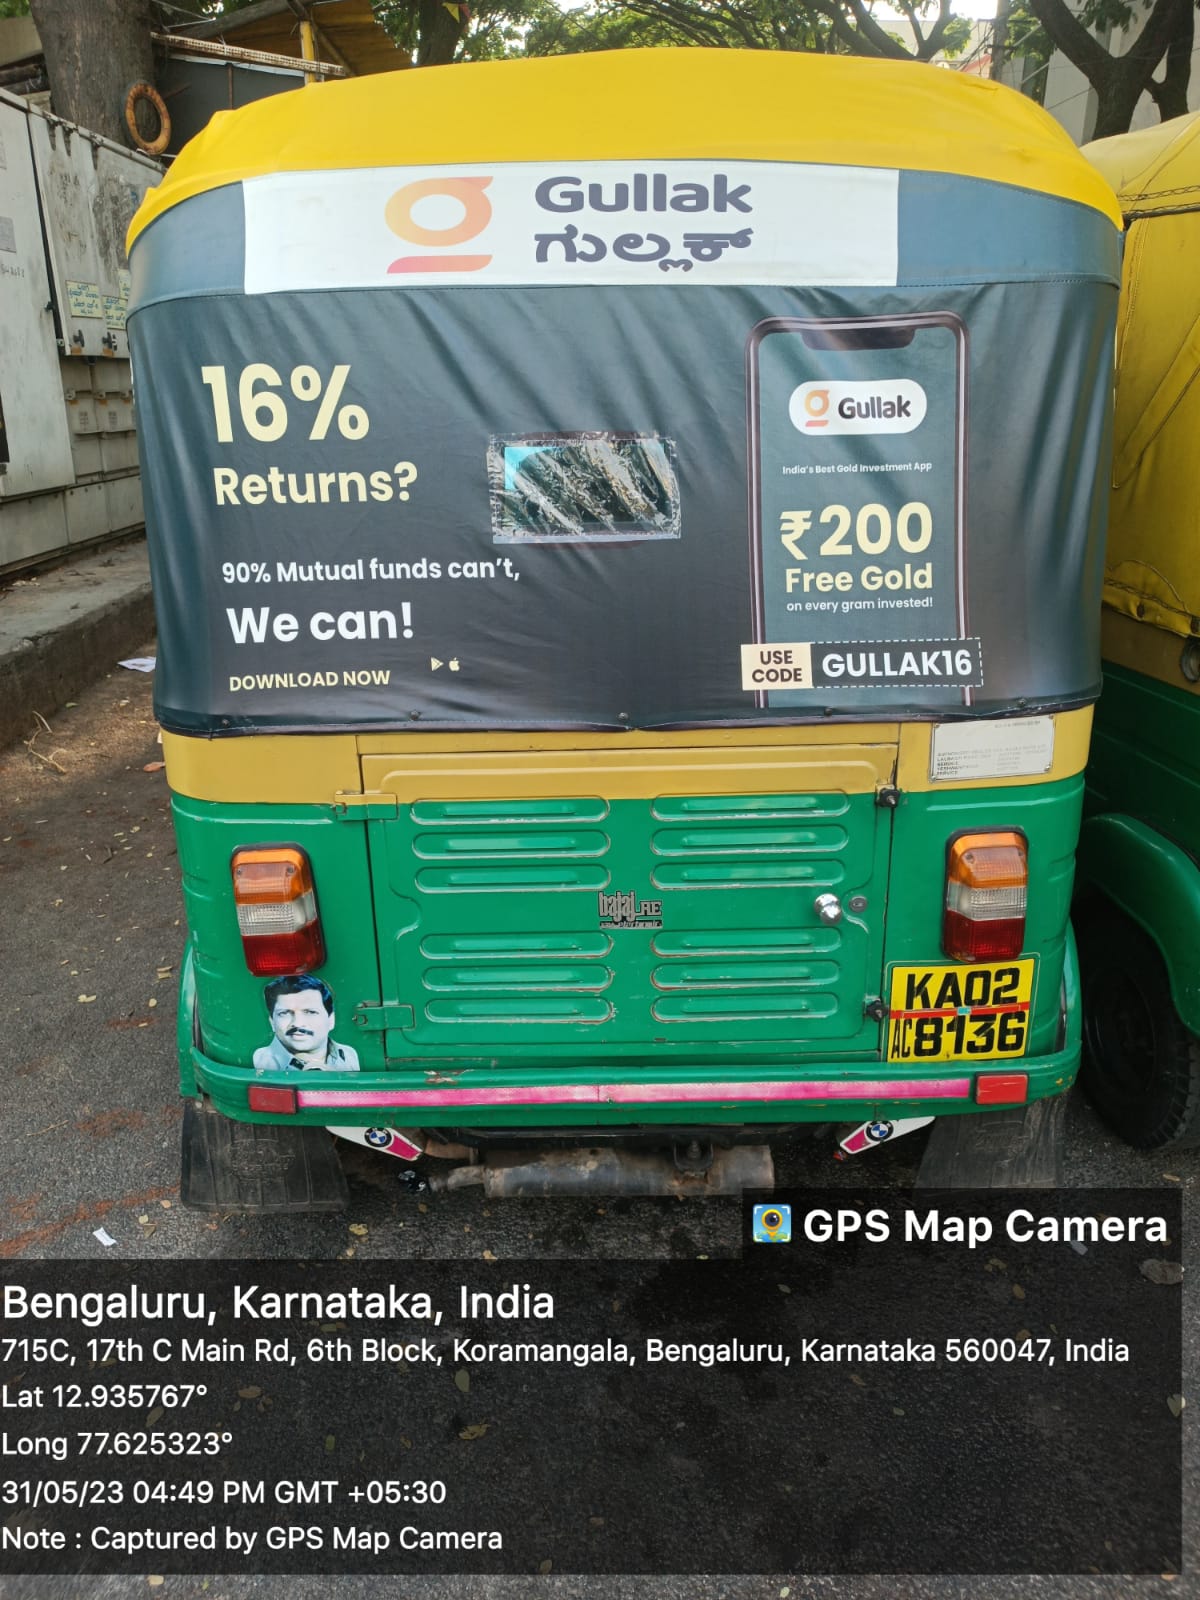 Gullak
ಗುಲ್ಲಕ್
16%
Returns?
90% Mutual funds can't,
We can!
DOWNLOAD NOW
Gullak
India's Best Gold Investment App
₹200
Free Gold
on every gram invested!
USE
CODE
GULLAK16
bajaj RE
KA02
AC8136
GPS Map Camera
Bengaluru, Karnataka, India
715C, 17th C Main Rd, 6th Block, Koramangala, Bengaluru, Karnataka 560047, India
Lat 12.935767°
Long 77.625323°
31/05/23 04:49 PM GMT +05:30
Note : Captured by GPS Map Camera